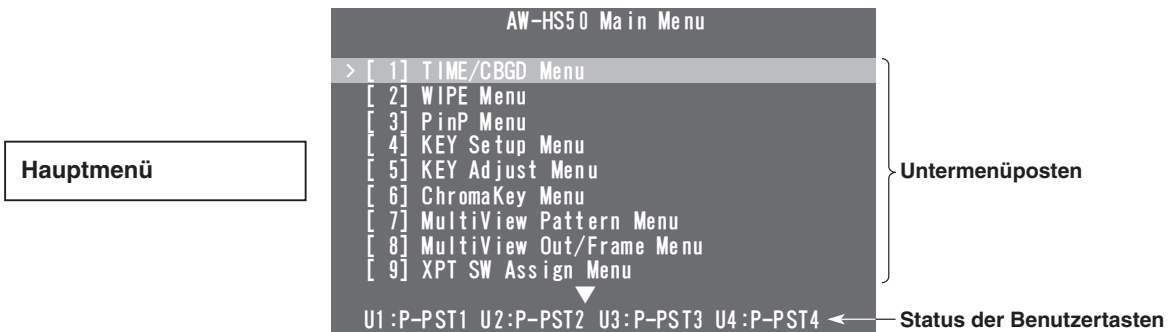 AW-HS50 Main Menu
> [ 1] TIME/CBGD Menu
[ 2] WIPE Menu
[ 3] PinP Menu
[ 4] KEY Setup Menu
[ 5] KEY Adjust Menu
[ 6] ChromaKey Menu
[ 7] MultiView Pattern Menu
[ 8] MultiView Out/Frame Menu
[ 9] XPT SW Assign Menu
U1:P-PST1 U2:P-PST2 U3:P-PST3 U4:P-PST4
Hauptmenü
Untermenüposten
Status der Benutzertasten